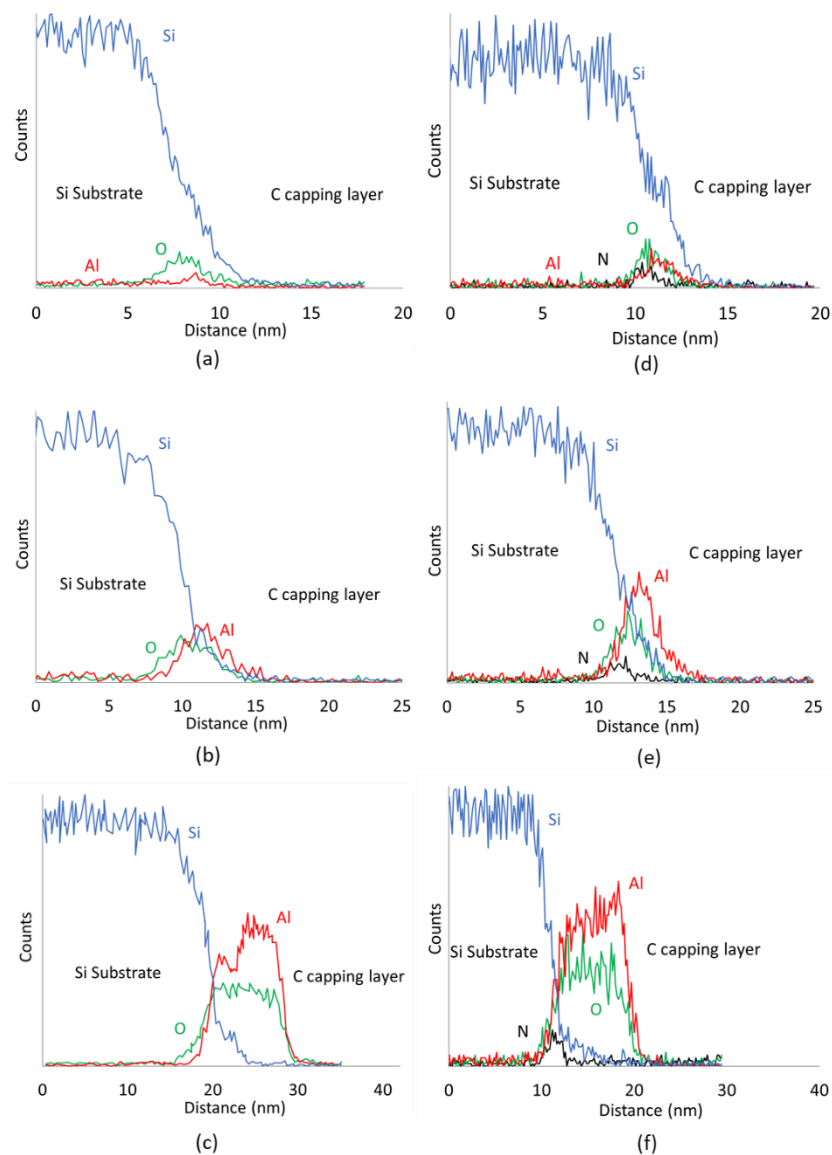 Si
Counts
Si Substrate
C capping layer
O
Al
0 5 10 15 20
Distance (nm)
(a)
Si
Counts
Si Substrate
C capping layer
O
N
Al
0 5 10 15 20
Distance (nm)
(d)
Si
Counts
Si Substrate
C capping layer
O
Al
0 5 10 15 20 25
Distance (nm)
(b)
Si
Counts
Si Substrate
C capping layer
Al
O
N
0 5 10 15 20 25
Distance (nm)
(e)
Si
Counts
Al
Si Substrate
C capping layer
O
0 10 20 30 40
Distance (nm)
(c)
Si
Counts
Al
Si Substrate
C capping layer
O
N
0 10 20 30 40
Distance (nm)
(f)